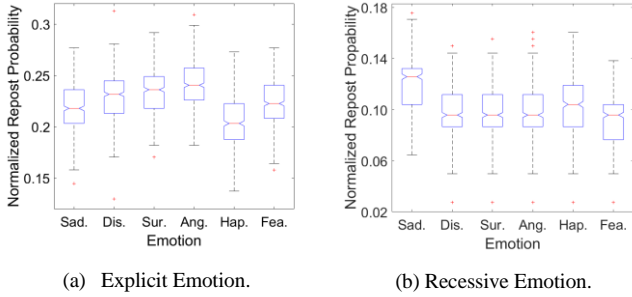 Normalized Repost Probability
0.3
0.25
0.2
0.15
Sad. Dis. Sur. Ang. Hap. Fea.
Emotion
(a) Explicit Emotion.
Normalized Repost Probability
0.18
0.14
0.10
0.06
0.02
Sad. Dis. Sur. Ang. Hap. Fea.
Emotion
(b) Recessive Emotion.